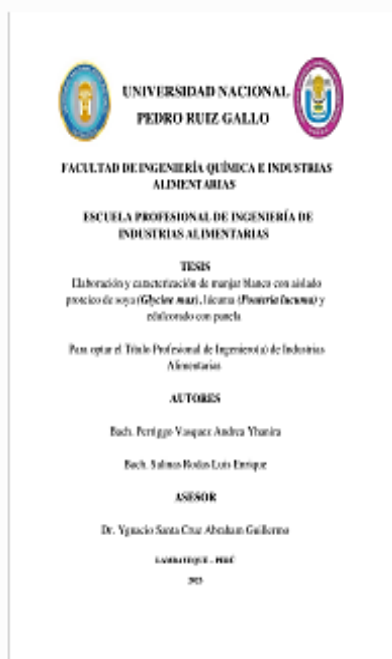 UNIVERSIDAD NACIONAL
PEDRO RUIZ GALLO
FACULTAD DE INGENIERÍA QUÍMICA E INDUSTRIAS
ALIMENTARIAS
ESCUELA PROFESIONAL DE INGENIERÍA DE
INDUSTRIAS ALIMENTARIAS
TESIS
Elaboración y caracterización de manjar blanco con aislado
proteico de soya (Glycine max), lúcuma (Pouteria lucuma) y
edulcorado con panela
Para optar el Título Profesional de Ingeniero(a) de Industrias
Alimentarias
AUTORES
Bach. Perrigo Vasquez Andrea Yhanira
Bach. Salinas Rodas Luis Enrique
ASESOR
Dr. Ygnacio Santa Cruz Abraham Guillermo
LAMBAYEQUE - PERÚ